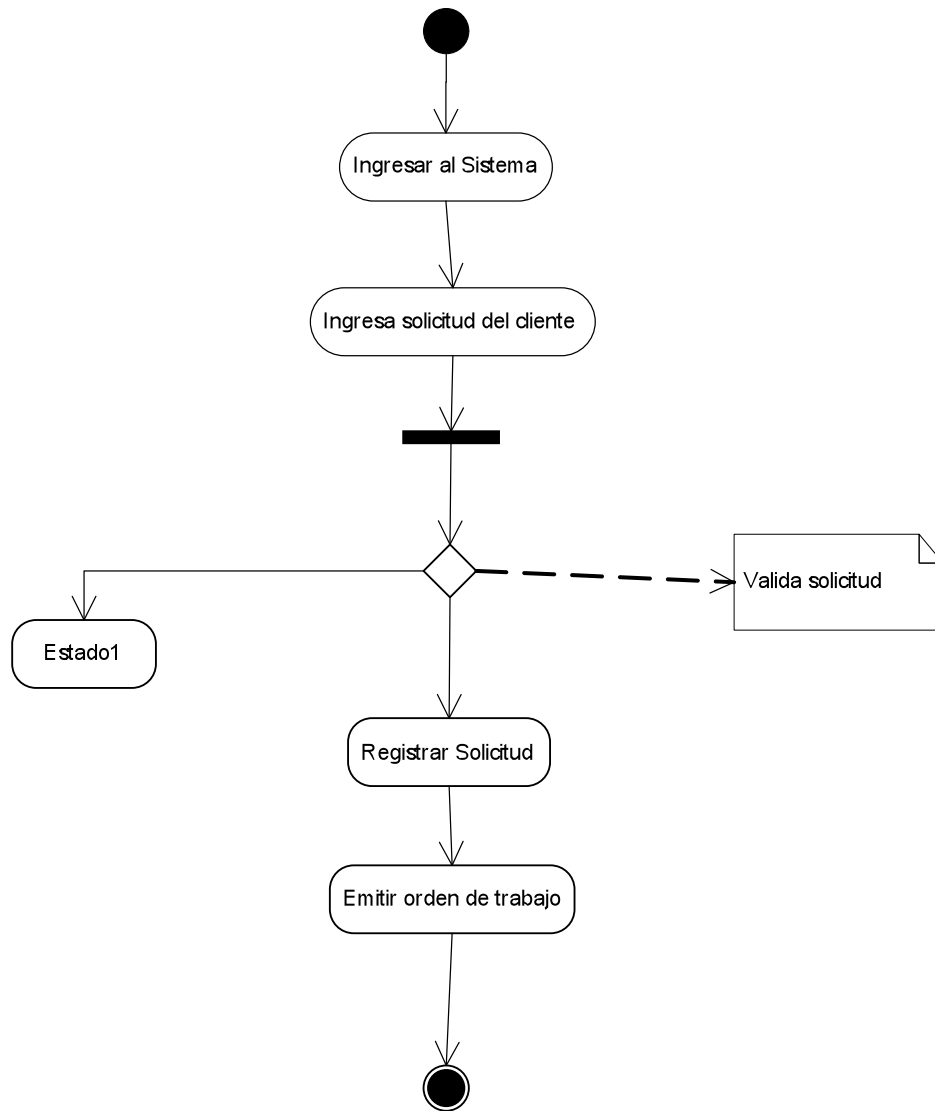 Ingresar al Sistema
Ingresa solicitud del cliente
Valida solicitud
Estado1
Registrar Solicitud
Emitir orden de trabajo